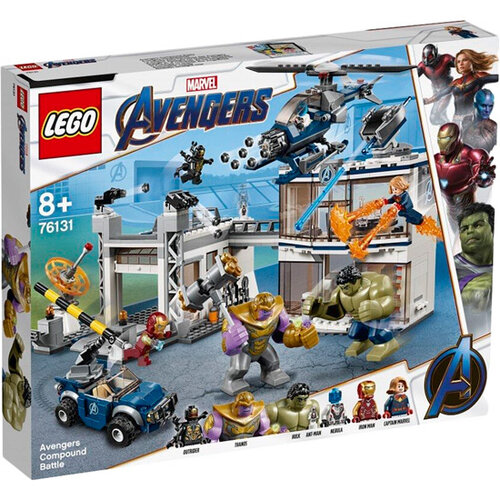 LEGO
MARVEL
AVENGERS
8+
76131
Avengers
Compound
Battle
OUTRIDER
THANOS
HULK
ANT-MAN
NEBULA
IRON MAN
CAPTAIN MARVEL